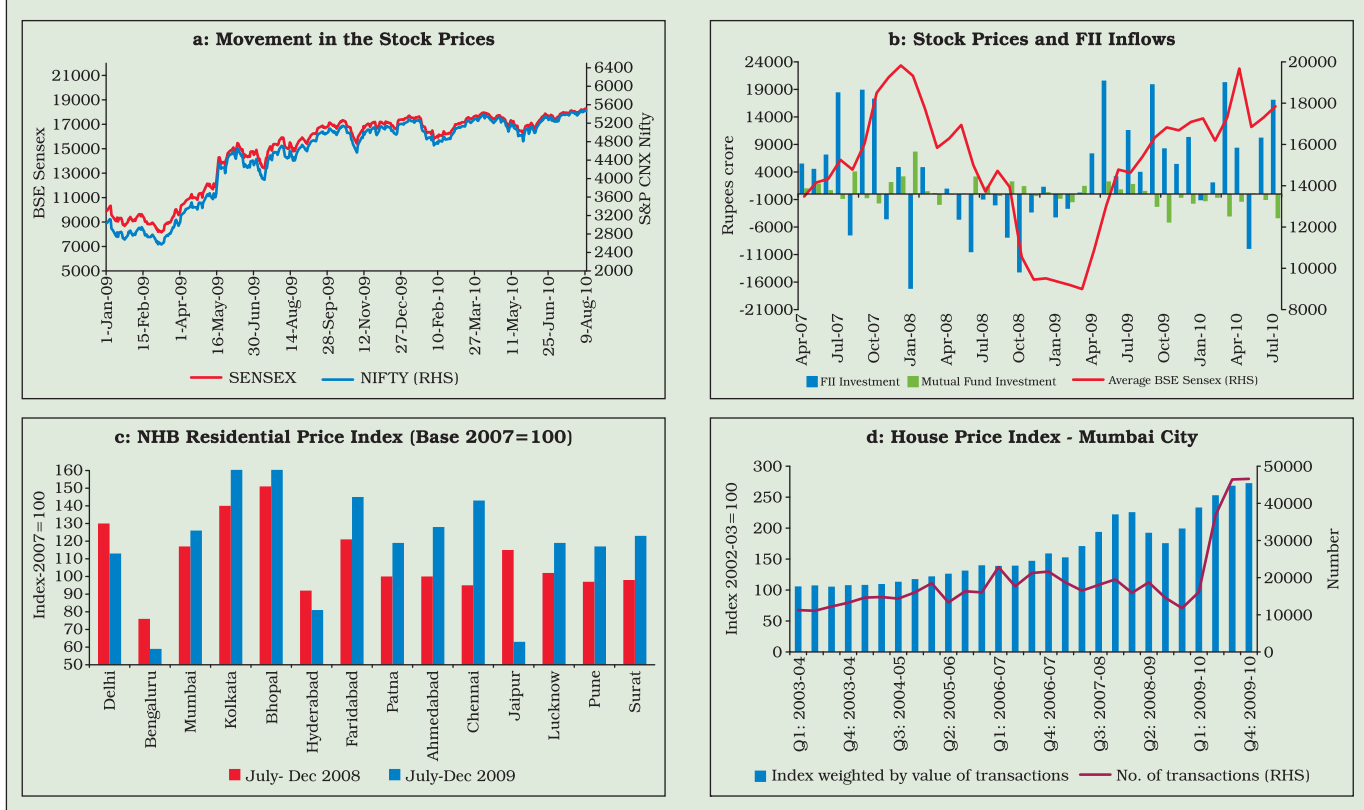 a: Movement in the Stock Prices
BSE Sensex
21000
19000
17000
15000
13000
11000
9000
7000
5000
6400
6000
5600
5200
4800
4400
4000
3600
3200
2800
2400
2000
S&P CNX Nifty
1-Jan-09
15-Feb-09
1-Apr-09
16-May-09
30-Jun-09
14-Aug-09
28-Sep-09
12-Nov-09
27-Dec-09
10-Feb-10
27-Mar-10
11-May-10
25-Jun-10
9-Aug-10
SENSEX NIFTY (RHS)
b: Stock Prices and FII Inflows
Rupees crore
24000
19000
14000
9000
4000
-1000
-6000
-11000
-16000
-21000
20000
18000
16000
14000
12000
10000
8000
Apr-07
Jul-07
Oct-07
Jan-08
Apr-08
Jul-08
Oct-08
Jan-09
Apr-09
Jul-09
Oct-09
Jan-10
Apr-10
Jul-10
FII Investment Mutual Fund Investment Average BSE Sensex (RHS)
c: NHB Residential Price Index (Base 2007=100)
Index-2007=100
160
150
140
130
120
110
100
90
80
70
60
50
Delhi
Bengaluru
Mumbai
Kolkata
Bhopal
Hyderabad
Faridabad
Patna
Ahmedabad
Chennai
Jaipur
Lucknow
Pune
Surat
July- Dec 2008 July-Dec 2009
d: House Price Index - Mumbai City
Index 2002-03=100
300
250
200
150
100
50
0
50000
40000
30000
20000
10000
0
Number
Q1: 2003-04
Q4: 2003-04
Q3: 2004-05
Q2: 2005-06
Q1: 2006-07
Q4: 2006-07
Q3: 2007-08
Q2: 2008-09
Q1: 2009-10
Q4: 2009-10
Index weighted by value of transactions No. of transactions (RHS)